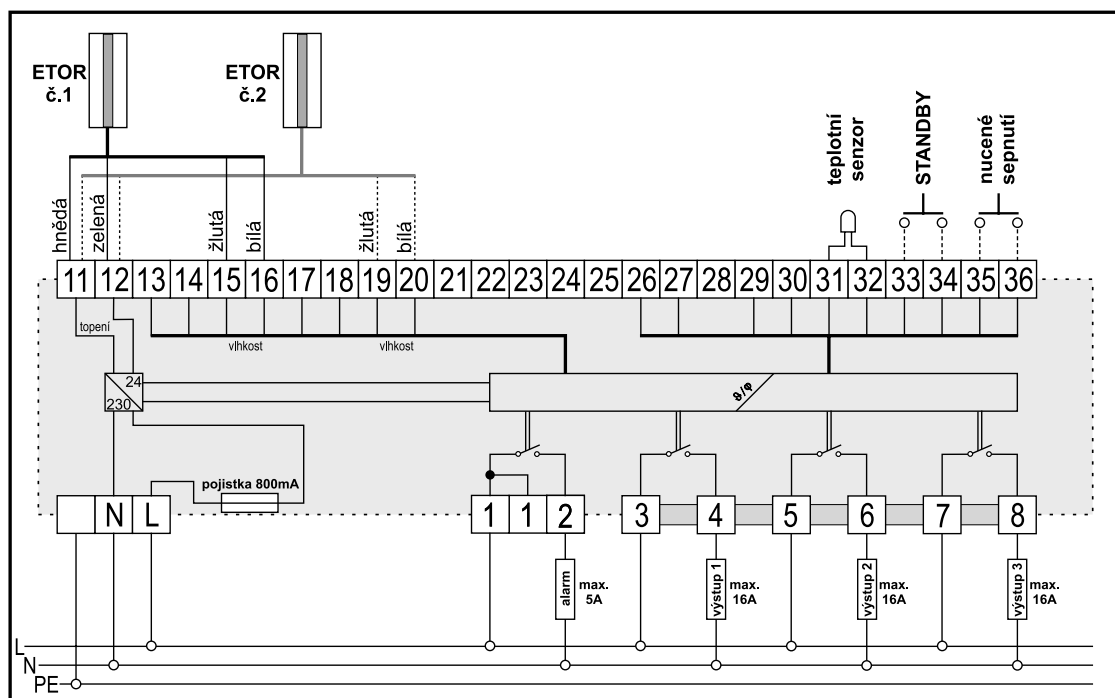 ETOR
č.1
ETOR
č.2
teplotní
senzor
STANDBY
nucené
sepnutí
hnědá
zelená
žlutá
bílá
žlutá
bílá
11 12 13 14 15 16 17 18 19 20 21 22 23 24 25 26 27 28 29 30 31 32 33 34 35 36
topení
vlhkost
vlhkost
24
230
ϑ/φ
pojistka 800mA
N L 1 1 2 3 4 5 6 7 8
alarm
max.
5A
výstup 1
max.
16A
výstup 2
max.
16A
výstup 3
max.
16A
L
N
PE